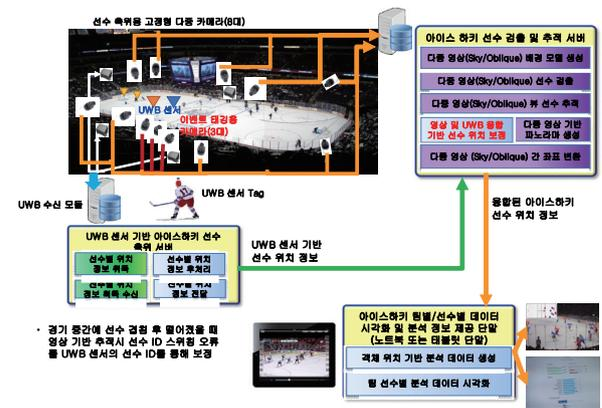 선수 측위용 고정형 다중 카메라(8대)
UWB 센서
이벤트 태깅용
카메라(3대)
UWB 수신 모듈
UWB 센서 Tag
UWB 센서 기반 아이스하키 선수
측위 서버
선수별 위치
정보 취득
선수별 위치
정보 후처리
선수별 위치
정보 취득 수신
선수별 위치
정보 전달
UWB 센서 기반
선수 위치 정보
아이스 하키 선수 검출 및 추적 서버
다중 영상(Sky/Oblique) 배경 모델 생성
다중 영상(Sky/Oblique) 선수 검출
다중 영상(Sky/Oblique) 뷰 선수 추적
영상 및 UWB 융합
기반 선수 위치 보정
다중 영상 기반
파노라마 생성
다중 영상 (Sky/Oblique) 간 좌표 변환
융합된 아이스하키
선수 위치 정보
• 경기 중간에 선수 겹침 후 떨어졌을 때
영상 기반 추적시 선수 ID 스위칭 오류
를 UWB 센서의 선수 ID를 통해 보정
아이스하키 팀별/선수별 데이터
시각화 및 분석 정보 제공 단말
(노트북 또는 태블릿 단말)
객체 위치 기반 분석 데이터 생성
팀 선수별 분석 데이터 시각화